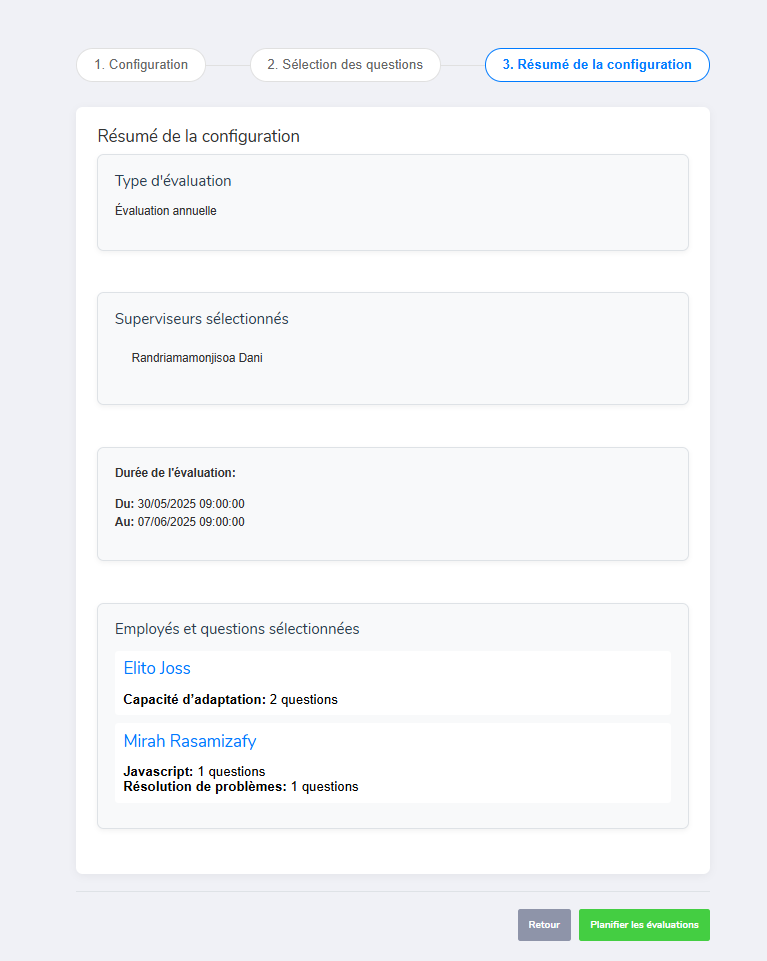 1. Configuration
2. Sélection des questions
3. Résumé de la configuration
Résumé de la configuration
Type d'évaluation
Évaluation annuelle
Superviseurs sélectionnés
Randriamamonjisoa Dani
Durée de l'évaluation:
Du: 30/05/2025 09:00:00
Au: 07/06/2025 09:00:00
Employés et questions sélectionnées
Elito Joss
Capacité d’adaptation: 2 questions
Mirah Rasamizafy
Javascript: 1 questions
Résolution de problèmes: 1 questions
Retour
Planifier les évaluations